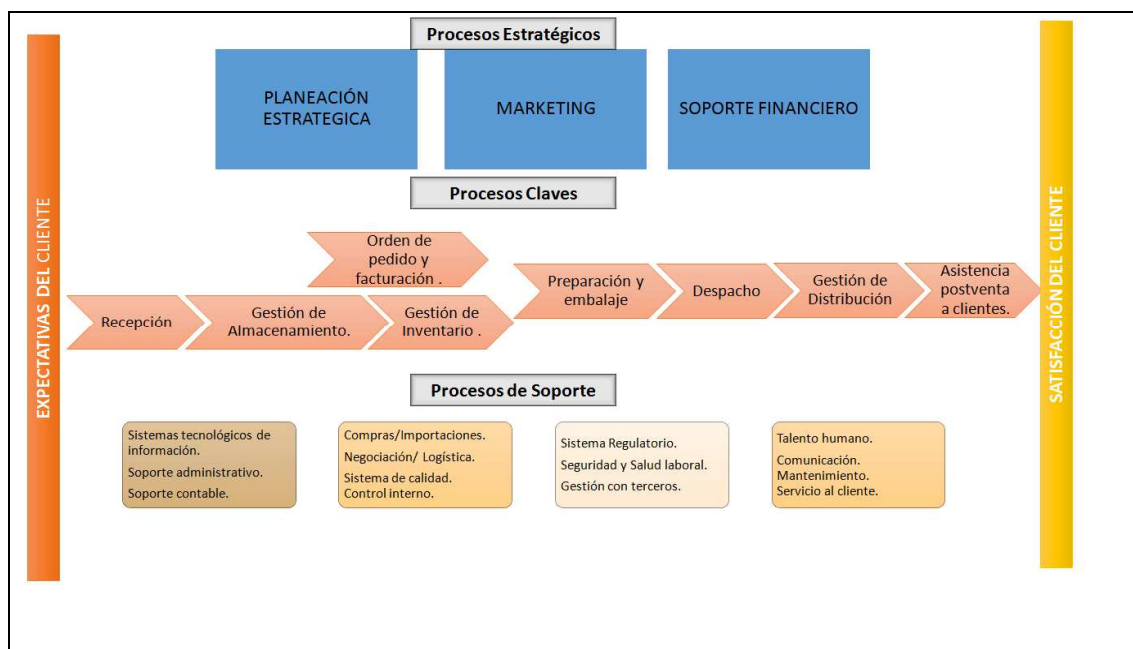 Procesos Estratégicos
PLANEACIÓN
ESTRATEGICA
MARKETING
SOPORTE FINANCIERO
Procesos Claves
EXPECTATIVAS DEL CLIENTE
Recepción
Gestión de
Almacenamiento.
Orden de
pedido y
facturación .
Gestión de
Inventario .
Preparación y
embalaje
Despacho
Gestión de
Distribución
Asistencia
postventa
a clientes.
SATISFACCIÓN DEL CLIENTE
Procesos de Soporte
Sistemas tecnológicos de
información.
Soporte administrativo.
Soporte contable.
Compras/Importaciones.
Negociación/ Logística.
Sistema de calidad.
Control interno.
Sistema Regulatorio.
Seguridad y Salud laboral.
Gestión con terceros.
Talento humano.
Comunicación.
Mantenimiento.
Servicio al cliente.